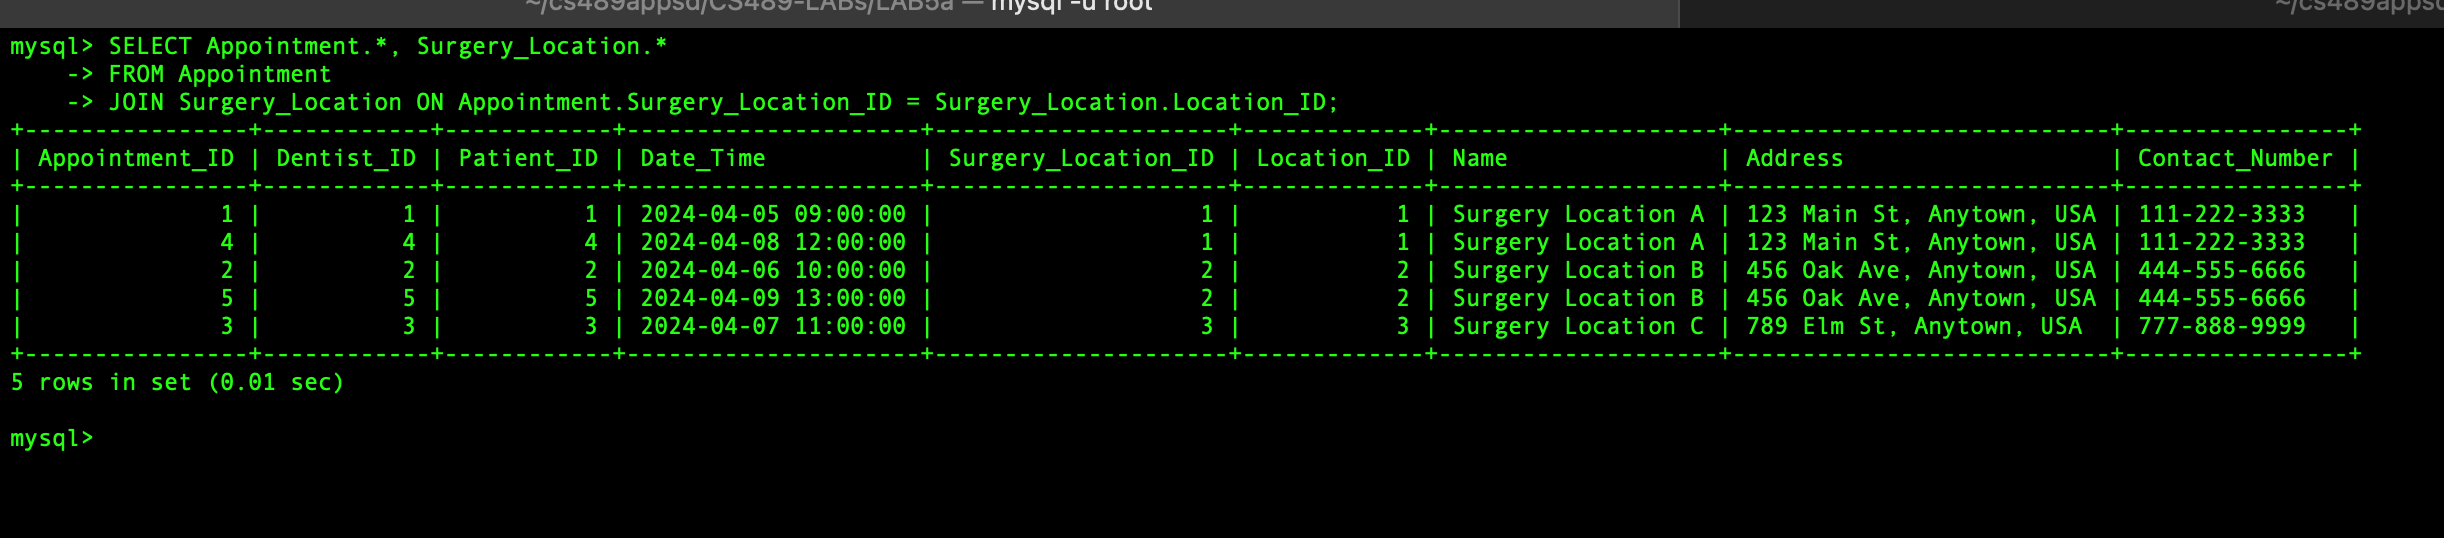 ~/cs489appsd/CS489-LABs/LAB5a — mysql -u root ~/cs489appsd
mysql> SELECT Appointment.*, Surgery_Location.*
    -> FROM Appointment
    -> JOIN Surgery_Location ON Appointment.Surgery_Location_ID = Surgery_Location.Location_ID;
+----------------+------------+------------+---------------------+---------------------+-------------+--------------------+---------------------------+----------------+
| Appointment_ID | Dentist_ID | Patient_ID | Date_Time           | Surgery_Location_ID | Location_ID | Name               | Address                   | Contact_Number |
+----------------+------------+------------+---------------------+---------------------+-------------+--------------------+---------------------------+----------------+
|              1 |          1 |          1 | 2024-04-05 09:00:00 |                   1 |           1 | Surgery Location A | 123 Main St, Anytown, USA | 111-222-3333   |
|              4 |          4 |          4 | 2024-04-08 12:00:00 |                   1 |           1 | Surgery Location A | 123 Main St, Anytown, USA | 111-222-3333   |
|              2 |          2 |          2 | 2024-04-06 10:00:00 |                   2 |           2 | Surgery Location B | 456 Oak Ave, Anytown, USA | 444-555-6666   |
|              5 |          5 |          5 | 2024-04-09 13:00:00 |                   2 |           2 | Surgery Location B | 456 Oak Ave, Anytown, USA | 444-555-6666   |
|              3 |          3 |          3 | 2024-04-07 11:00:00 |                   3 |           3 | Surgery Location C | 789 Elm St, Anytown, USA  | 777-888-9999   |
+----------------+------------+------------+---------------------+---------------------+-------------+--------------------+---------------------------+----------------+
5 rows in set (0.01 sec)
mysql>